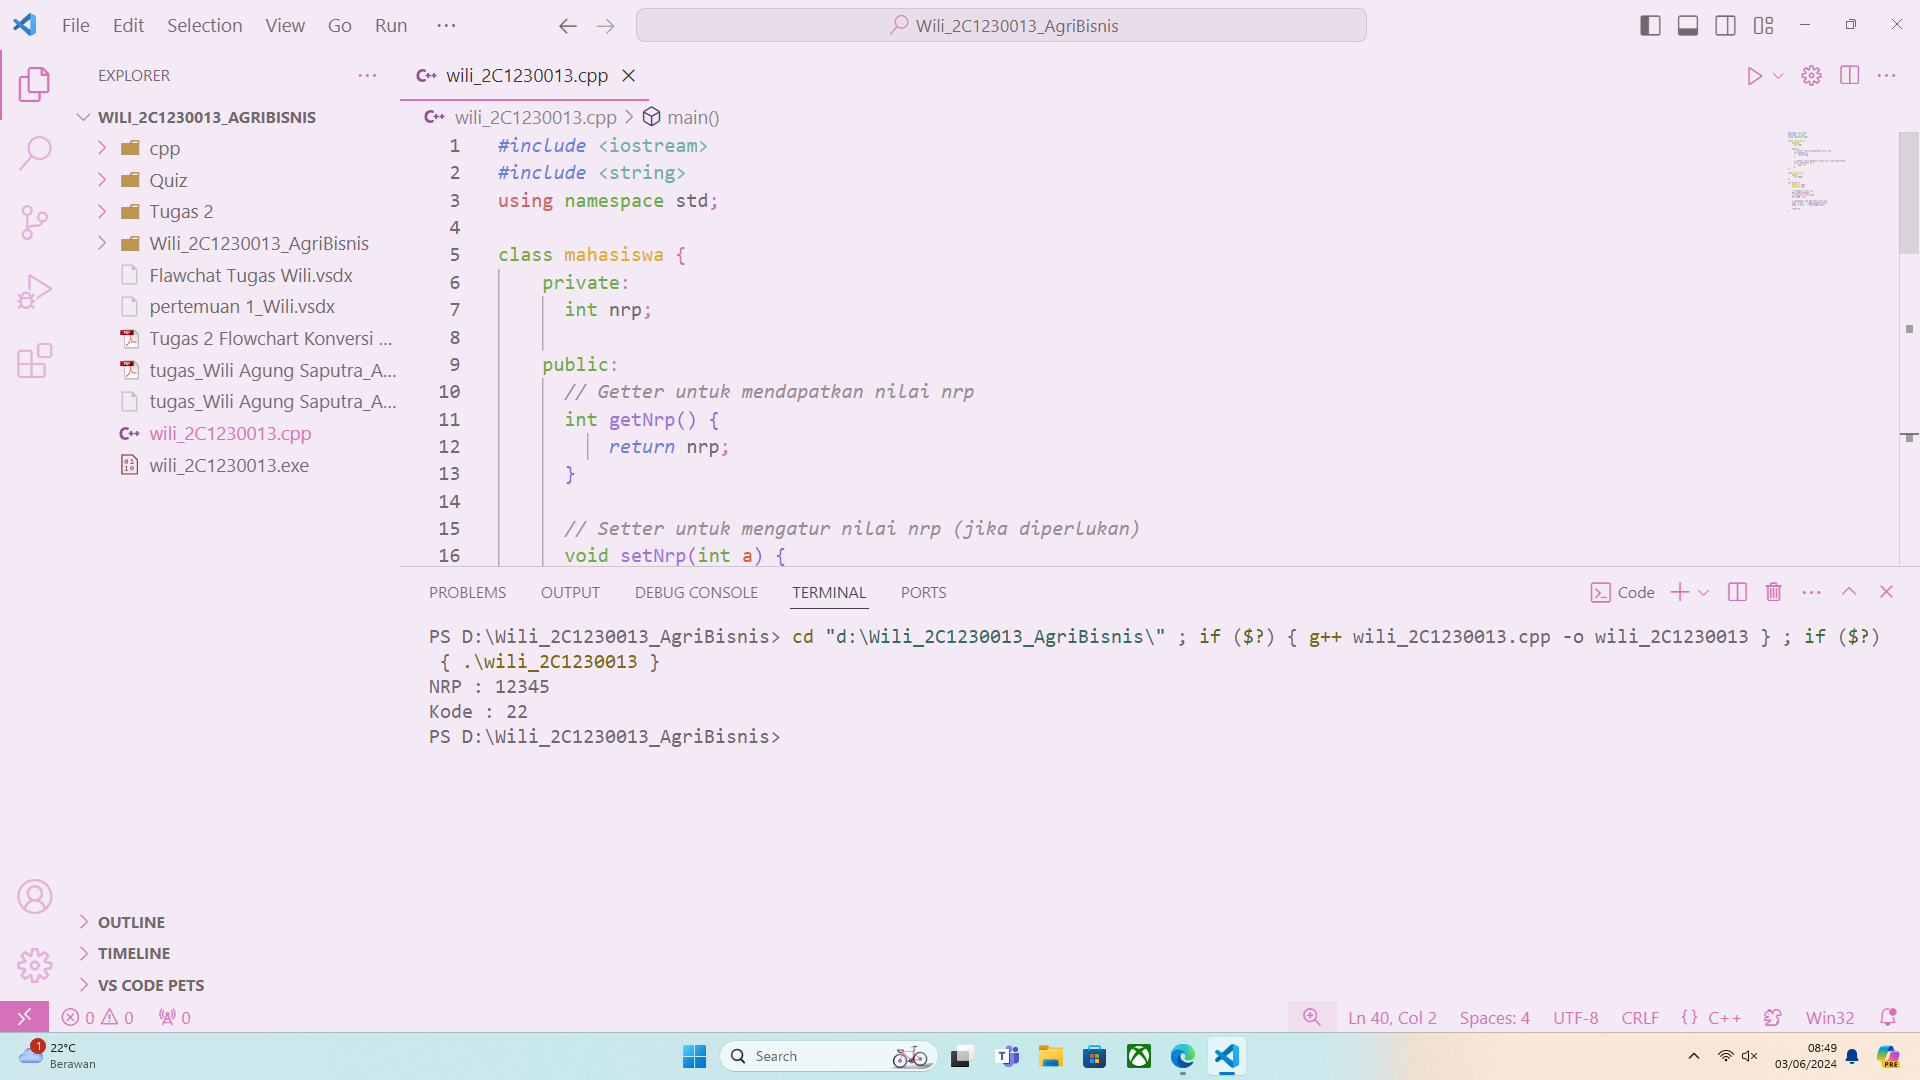 File Edit Selection View Go Run ···
Wili_2C1230013_AgriBisnis
EXPLORER
WILI_2C1230013_AGRIBISNIS
cpp
Quiz
Tugas 2
Wili_2C1230013_AgriBisnis
Flawchat Tugas Wili.vsdx
pertemuan 1_Wili.vsdx
Tugas 2 Flowchart Konversi ...
tugas_Wili Agung Saputra_A...
tugas_Wili Agung Saputra_A...
wili_2C1230013.cpp
wili_2C1230013.exe
OUTLINE
TIMELINE
VS CODE PETS
wili_2C1230013.cpp
wili_2C1230013.cpp > main()
1 #include <iostream>
2 #include <string>
3 using namespace std;
4
5 class mahasiswa {
6 private:
7 int nrp;
8
9 public:
10 // Getter untuk mendapatkan nilai nrp
11 int getNrp() {
12 return nrp;
13 }
14
15 // Setter untuk mengatur nilai nrp (jika diperlukan)
16 void setNrp(int a) {
PROBLEMS OUTPUT DEBUG CONSOLE TERMINAL PORTS
Code
PS D:\Wili_2C1230013_AgriBisnis> cd "d:\Wili_2C1230013_AgriBisnis\" ; if ($?) { g++ wili_2C1230013.cpp -o wili_2C1230013 } ; if ($?)
{ .\wili_2C1230013 }
NRP : 12345
Kode : 22
PS D:\Wili_2C1230013_AgriBisnis>
0 0 0
Ln 40, Col 2 Spaces: 4 UTF-8 CRLF {} C++ Win32
1
22°C
Berawan
Search
08:49
03/06/2024
PRE